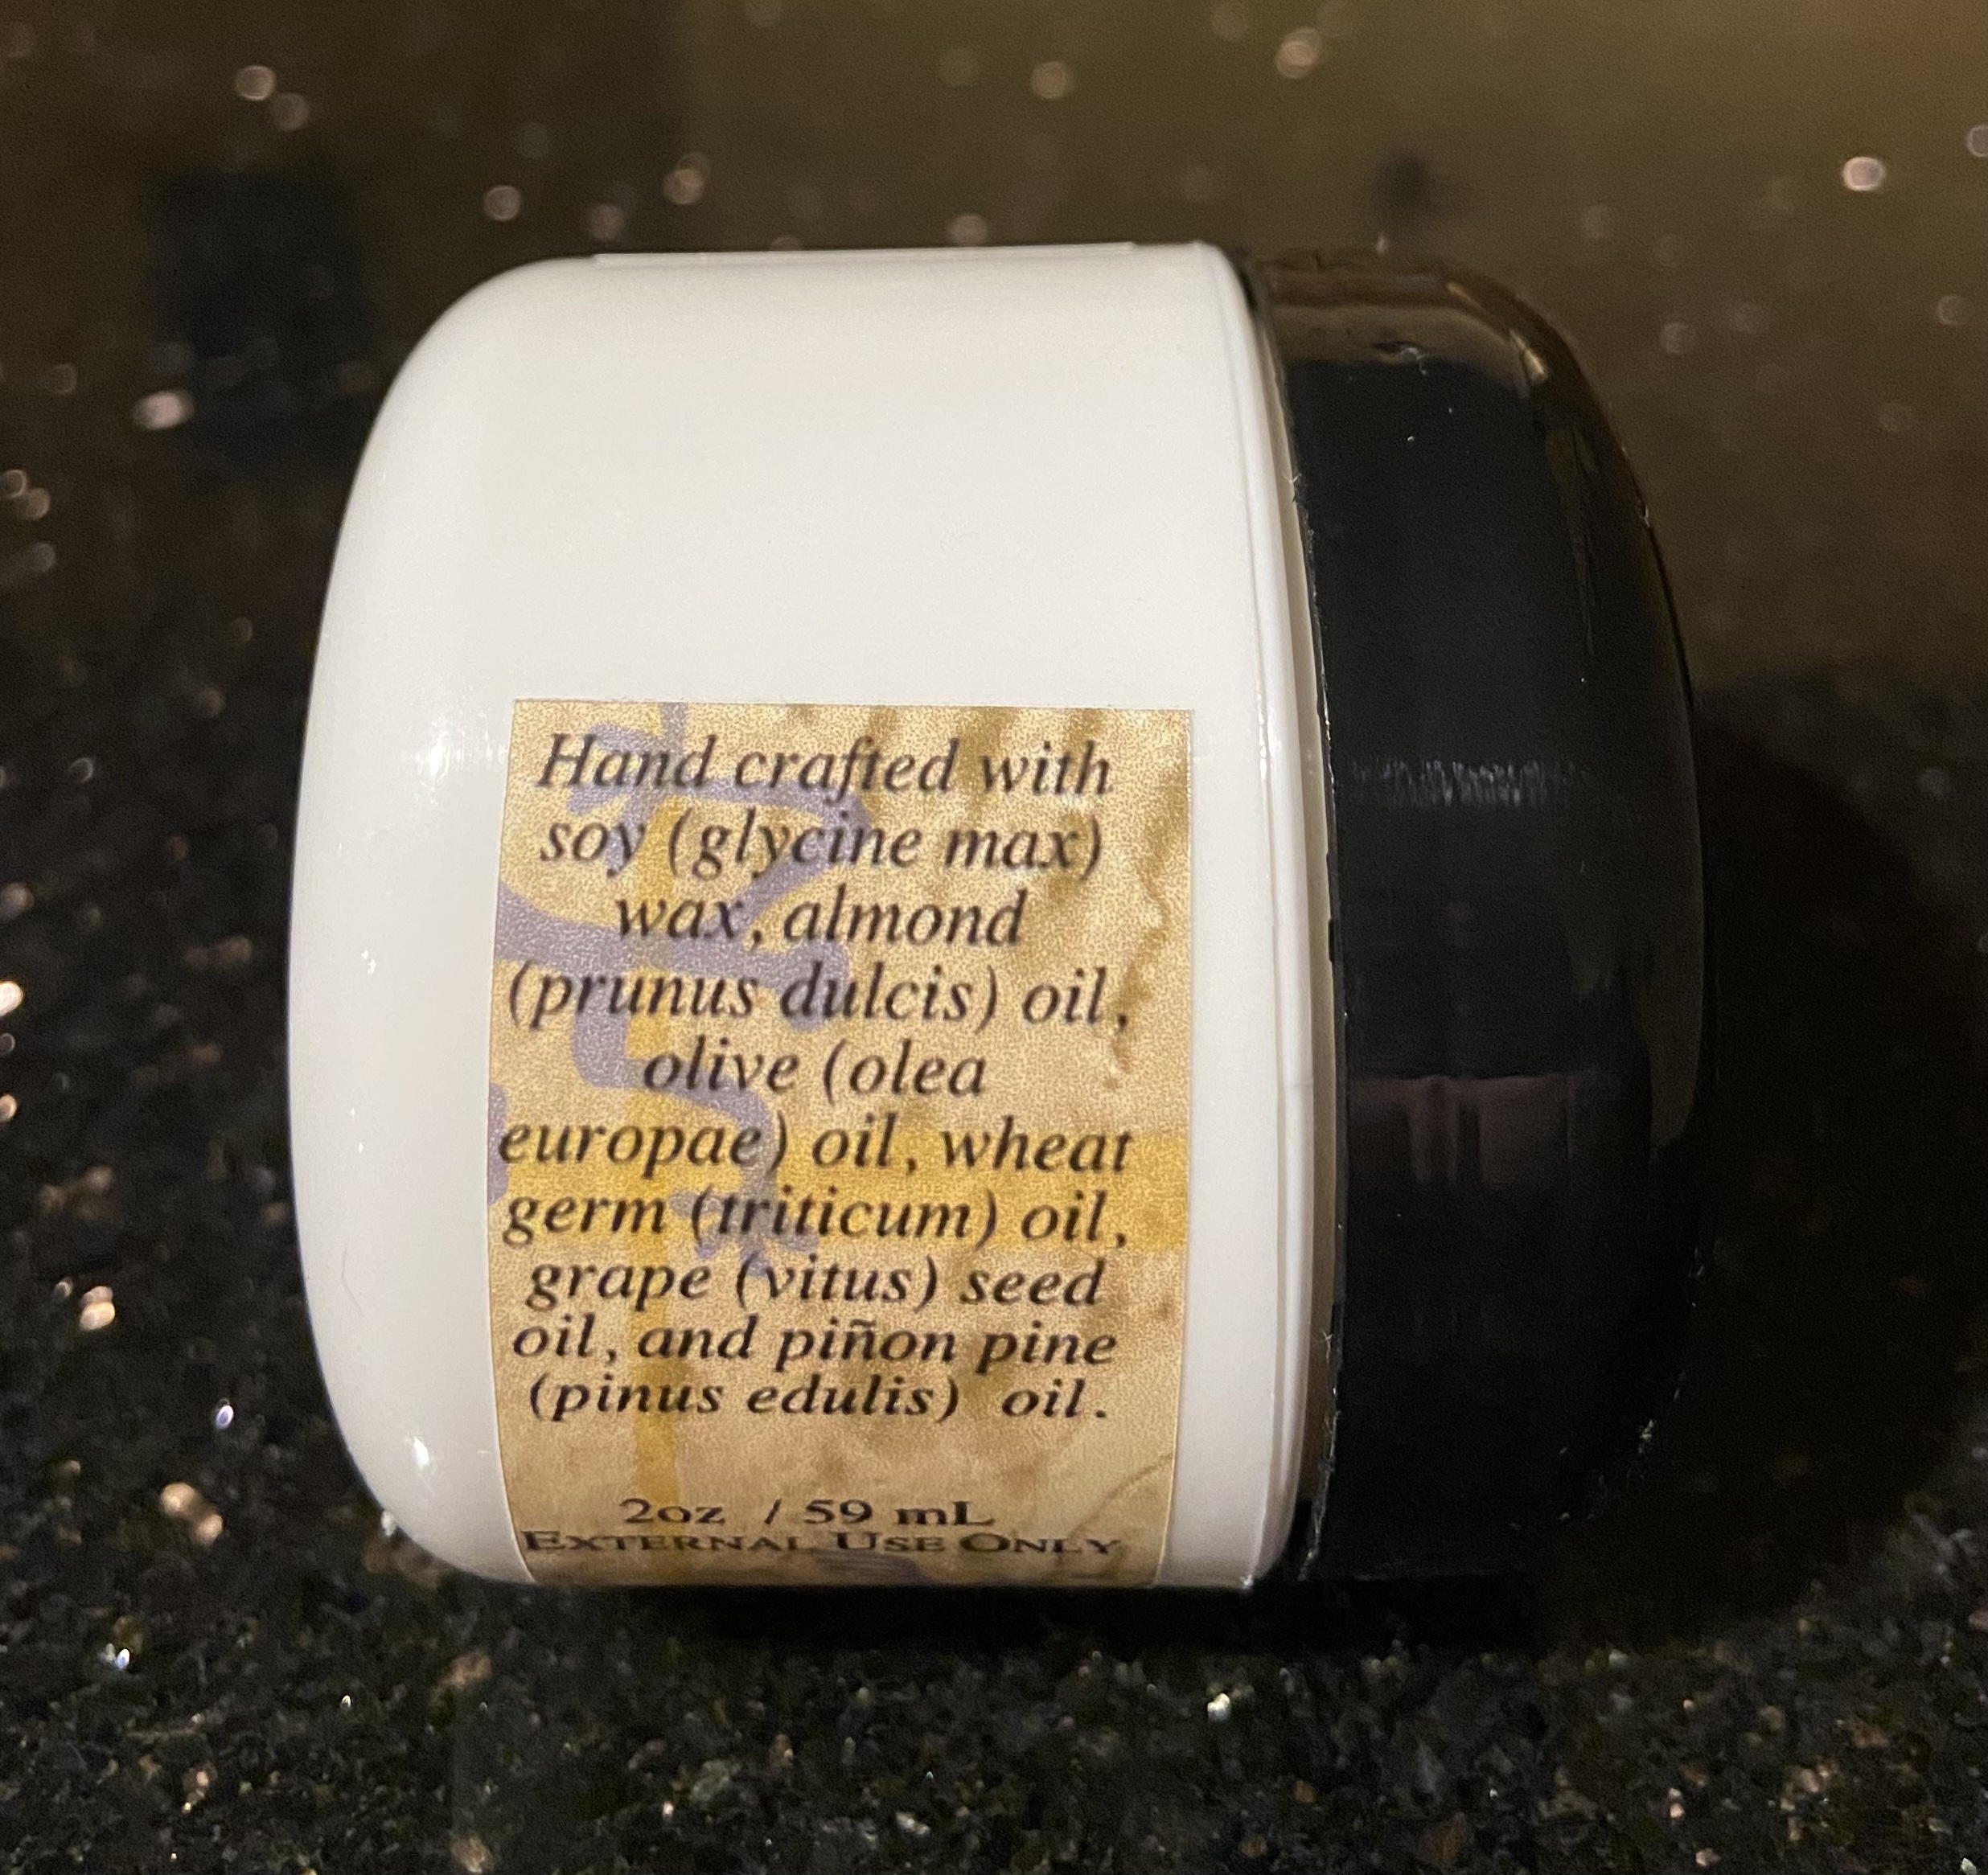 Hand crafted with
soy (glycine max)
wax, almond
(prunus dulcis) oil,
olive (olea
europae) oil, wheat
germ (triticum) oil,
grape (vitus) seed
oil, and piñon pine
(pinus edulis) oil.
2oz / 59 mL
EXTERNAL USE ONLY